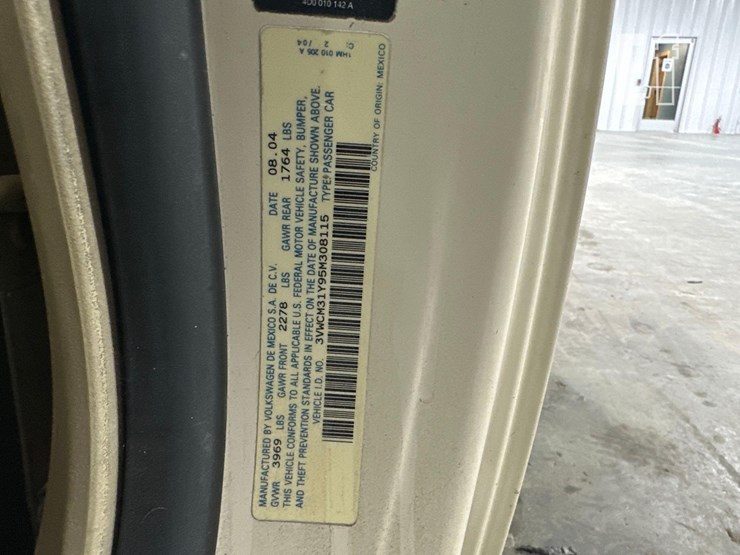 4D0 010 142 A
1HM 010 205 A
C 2 / 04
MANUFACTURED BY VOLKSWAGEN DE MEXICO S.A. DE C.V. DATE 08.04
GVWR 3969 LBS GAWR FRONT 2278 LBS GAWR REAR 1764 LBS
THIS VEHICLE CONFORMS TO ALL APPLICABLE U.S. FEDERAL MOTOR VEHICLE SAFETY, BUMPER,
AND THEFT PREVENTION STANDARDS IN EFFECT ON THE DATE OF MANUFACTURE SHOWN ABOVE.
VEHICLE I.D. NO. 3VWCM31Y95M308115 TYPE: PASSENGER CAR
COUNTRY OF ORIGIN: MEXICO